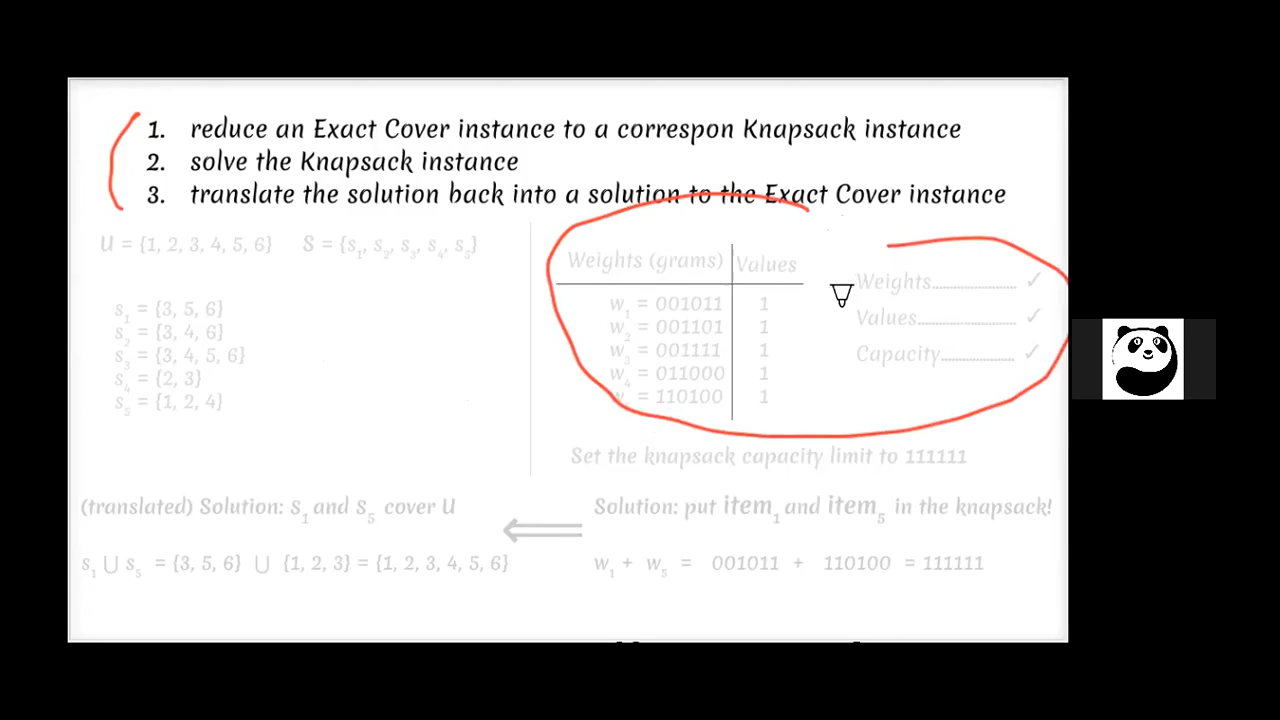 1. reduce an Exact Cover instance to a correspon Knapsack instance
2. solve the Knapsack instance
3. translate the solution back into a solution to the Exact Cover instance
U = {1, 2, 3, 4, 5, 6} S = {s₁, s₂, s₃, s₄, s₅}
s₁ = {3, 5, 6}
s₂ = {3, 4, 6}
s₃ = {3, 4, 5, 6}
s₄ = {2, 3}
s₅ = {1, 2, 4}
Weights (grams) Values
w₁ = 001011 1
w₂ = 001101 1
w₃ = 001111 1
w₄ = 011000 1
w = 110100 1
Weights.................... ✓
Values...................... ✓
Capacity................. ✓
Set the knapsack capacity limit to 111111
(translated) Solution: s₁ and s₅ cover U
s₁ ⋃ s₅ = {3, 5, 6} ⋃ {1, 2, 3} = {1, 2, 3, 4, 5, 6}
Solution: put item₁ and item₅ in the knapsack!
w₁ + w₅ = 001011 + 110100 = 111111